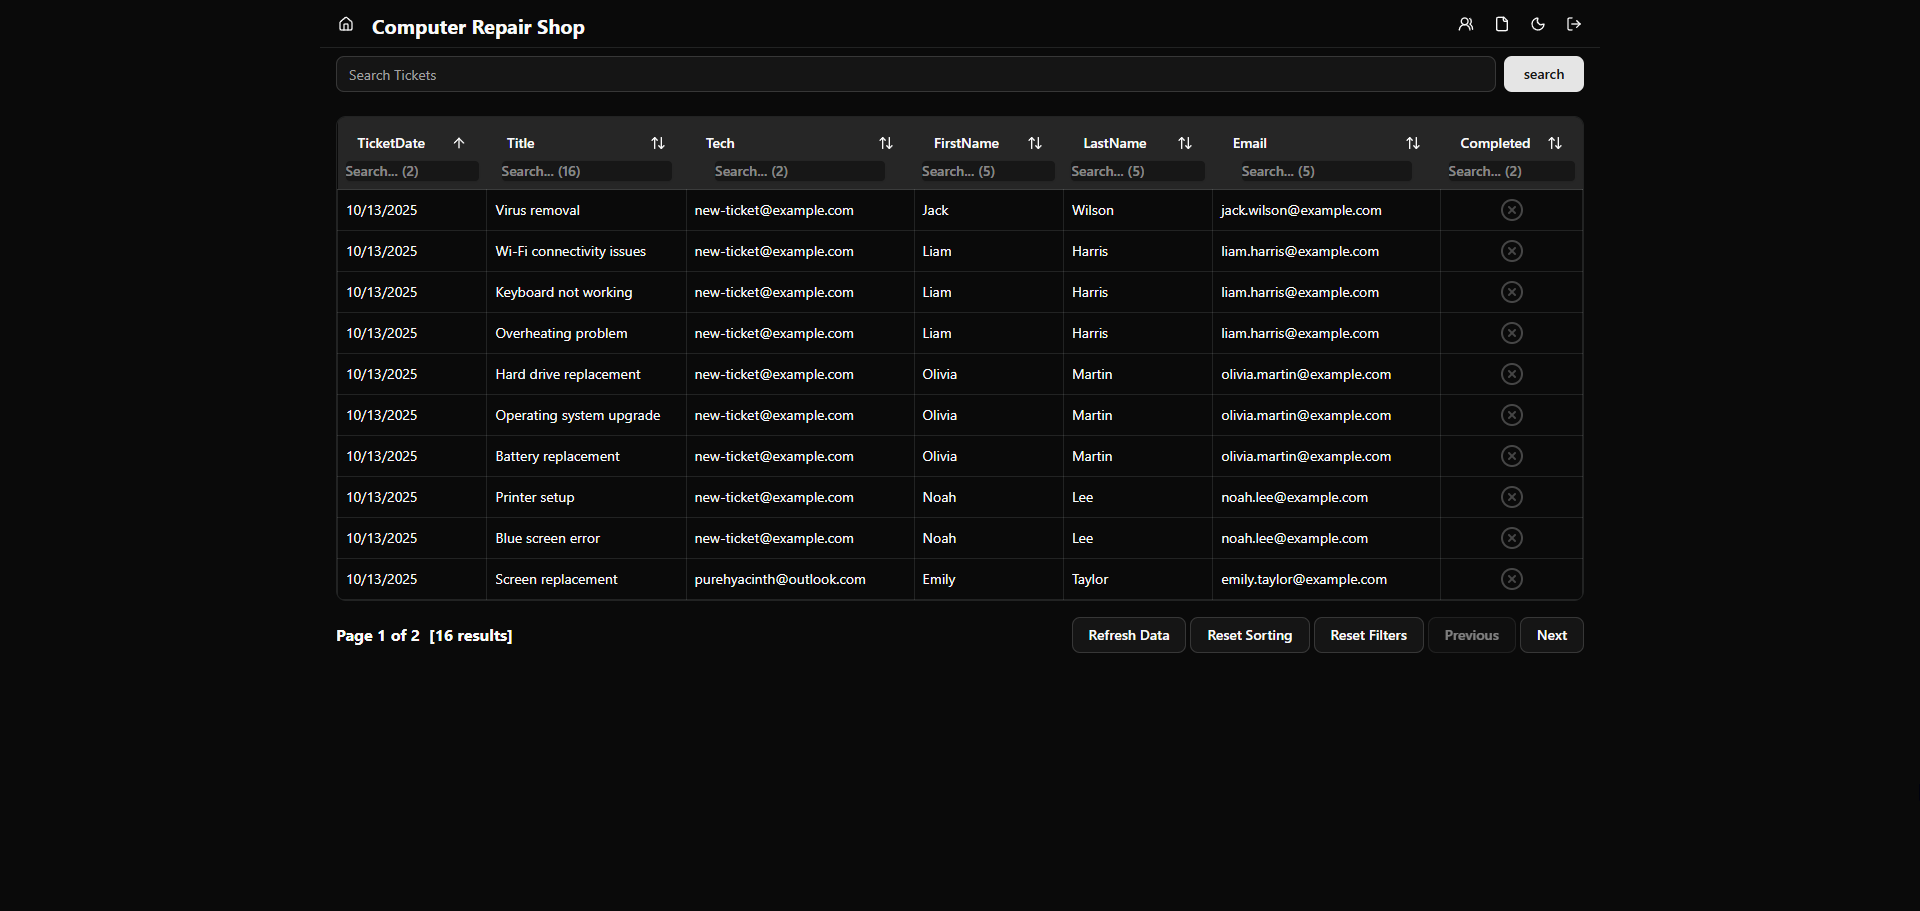 Computer Repair Shop
Search Tickets search
TicketDate Title Tech FirstName LastName Email Completed
Search... (2) Search... (16) Search... (2) Search... (5) Search... (5) Search... (5) Search... (2)
10/13/2025 Virus removal new-ticket@example.com Jack Wilson jack.wilson@example.com
10/13/2025 Wi-Fi connectivity issues new-ticket@example.com Liam Harris liam.harris@example.com
10/13/2025 Keyboard not working new-ticket@example.com Liam Harris liam.harris@example.com
10/13/2025 Overheating problem new-ticket@example.com Liam Harris liam.harris@example.com
10/13/2025 Hard drive replacement new-ticket@example.com Olivia Martin olivia.martin@example.com
10/13/2025 Operating system upgrade new-ticket@example.com Olivia Martin olivia.martin@example.com
10/13/2025 Battery replacement new-ticket@example.com Olivia Martin olivia.martin@example.com
10/13/2025 Printer setup new-ticket@example.com Noah Lee noah.lee@example.com
10/13/2025 Blue screen error new-ticket@example.com Noah Lee noah.lee@example.com
10/13/2025 Screen replacement purehyacinth@outlook.com Emily Taylor emily.taylor@example.com
Page 1 of 2 [16 results] Refresh Data Reset Sorting Reset Filters Previous Next